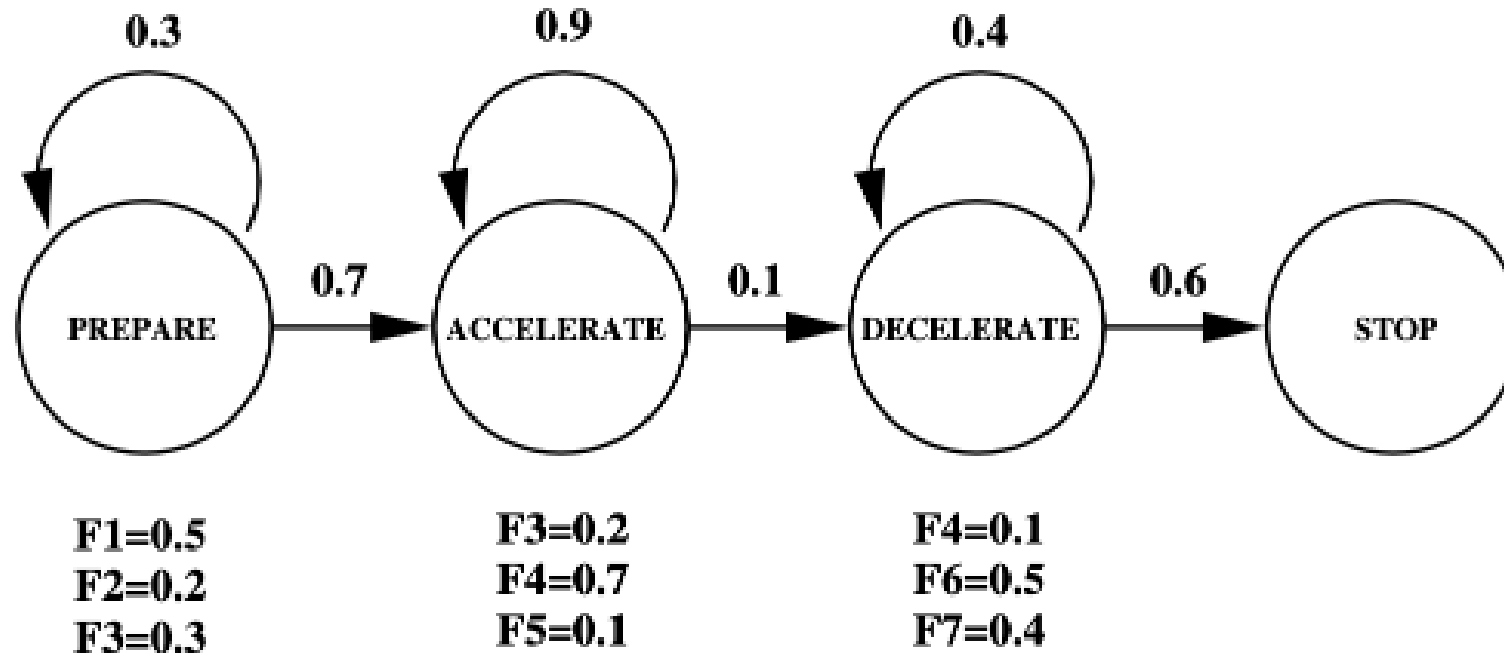 0.3 0.9 0.4
0.7 0.1 0.6
PREPARE ACCELERATE DECELERATE STOP
F1=0.5 F3=0.2 F4=0.1
F2=0.2 F4=0.7 F6=0.5
F3=0.3 F5=0.1 F7=0.4